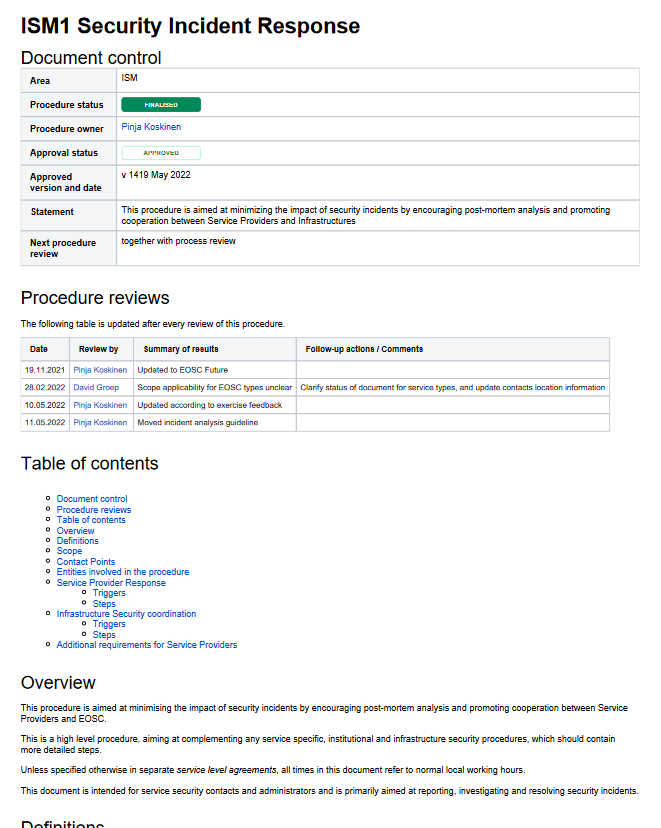 ISM1 Security Incident Response
Document control
Area ISM
Procedure status FINALISED
Procedure owner Pinja Koskinen
Approval status APPROVED
Approved version and date v 1419 May 2022
Statement This procedure is aimed at minimizing the impact of security incidents by encouraging post-mortem analysis and promoting
cooperation between Service Providers and Infrastructures
Next procedure review together with process review
Procedure reviews
The following table is updated after every review of this procedure.
Date Review by Summary of results Follow-up actions / Comments
19.11.2021 Pinja Koskinen Updated to EOSC Future
28.02.2022 David Groep Scope applicability for EOSC types unclear Clarify status of document for service types, and update contacts location information
10.05.2022 Pinja Koskinen Updated according to exercise feedback
11.05.2022 Pinja Koskinen Moved incident analysis guideline
Table of contents
Document control
Procedure reviews
Table of contents
Overview
Definitions
Scope
Contact Points
Entities involved in the procedure
Service Provider Response
Triggers
Steps
Infrastructure Security coordination
Triggers
Steps
Additional requirements for Service Providers
Overview
This procedure is aimed at minimising the impact of security incidents by encouraging post-mortem analysis and promoting cooperation between Service
Providers and EOSC.
This is a high level procedure, aiming at complementing any service specific, institutional and infrastructure security procedures, which should contain
more detailed steps.
Unless specified otherwise in separate service level agreements, all times in this document refer to normal local working hours.
This document is intended for service security contacts and administrators and is primarily aimed at reporting, investigating and resolving security incidents.
Definitions